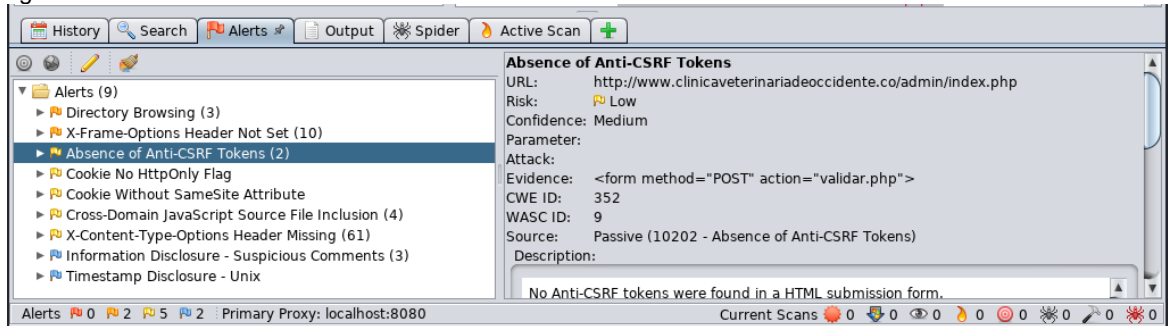 History Search Alerts Output Spider Active Scan
Alerts (9)
Directory Browsing (3)
X-Frame-Options Header Not Set (10)
Absence of Anti-CSRF Tokens (2)
Cookie No HttpOnly Flag
Cookie Without SameSite Attribute
Cross-Domain JavaScript Source File Inclusion (4)
X-Content-Type-Options Header Missing (61)
Information Disclosure - Suspicious Comments (3)
Timestamp Disclosure - Unix
Absence of Anti-CSRF Tokens
URL: http://www.clinicaveterinariadeoccidente.co/admin/index.php
Risk: Low
Confidence: Medium
Parameter:
Attack:
Evidence: <form method="POST" action="validar.php">
CWE ID: 352
WASC ID: 9
Source: Passive (10202 - Absence of Anti-CSRF Tokens)
Description:
No Anti-CSRF tokens were found in a HTML submission form.
Alerts 0 2 5 2 Primary Proxy: localhost:8080 Current Scans 0 0 0 0 0 0 0 0